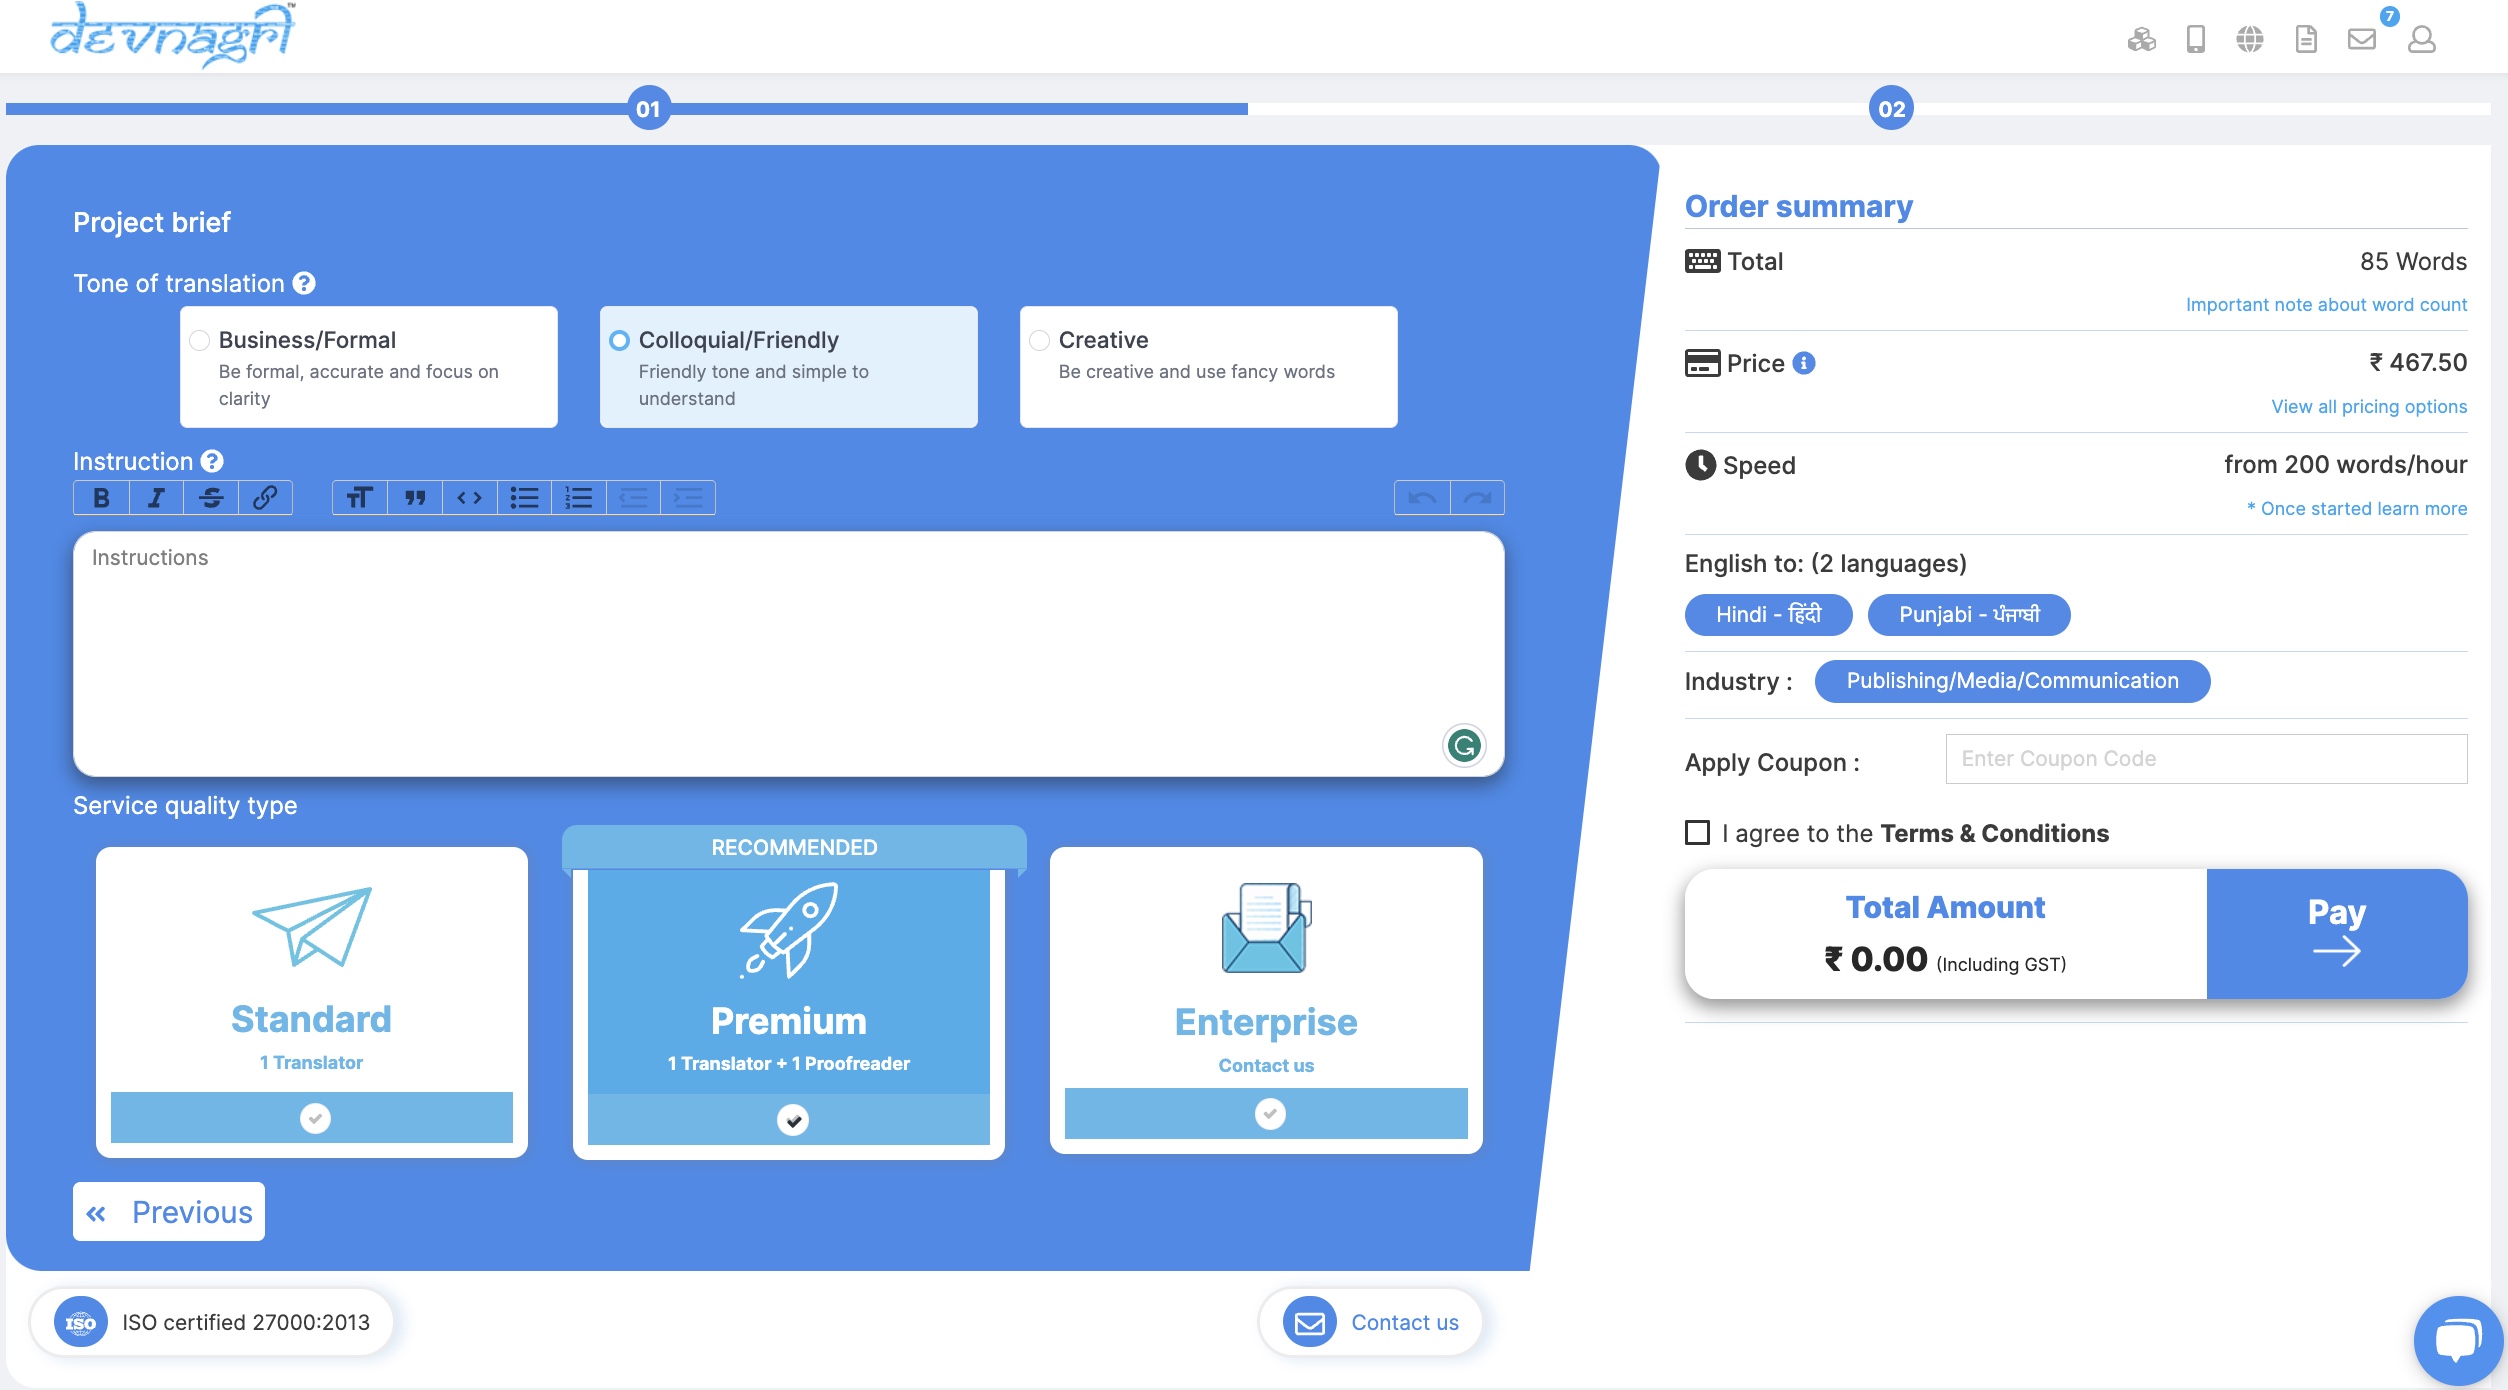 devnagri™
7
01
02
Project brief
Tone of translation ?
Business/Formal
Be formal, accurate and focus on
clarity
Colloquial/Friendly
Friendly tone and simple to
understand
Creative
Be creative and use fancy words
Instruction ?
Instructions
Service quality type
Standard
1 Translator
RECOMMENDED
Premium
1 Translator + 1 Proofreader
Enterprise
Contact us
« Previous
ISO
ISO certified 27000:2013
Contact us
Order summary
Total
85 Words
Important note about word count
Price
₹ 467.50
View all pricing options
Speed
from 200 words/hour
* Once started learn more
English to: (2 languages)
Hindi - हिंदी
Punjabi - ਪੰਜਾਬੀ
Industry :
Publishing/Media/Communication
Apply Coupon :
Enter Coupon Code
I agree to the Terms & Conditions
Total Amount
₹ 0.00 (Including GST)
Pay